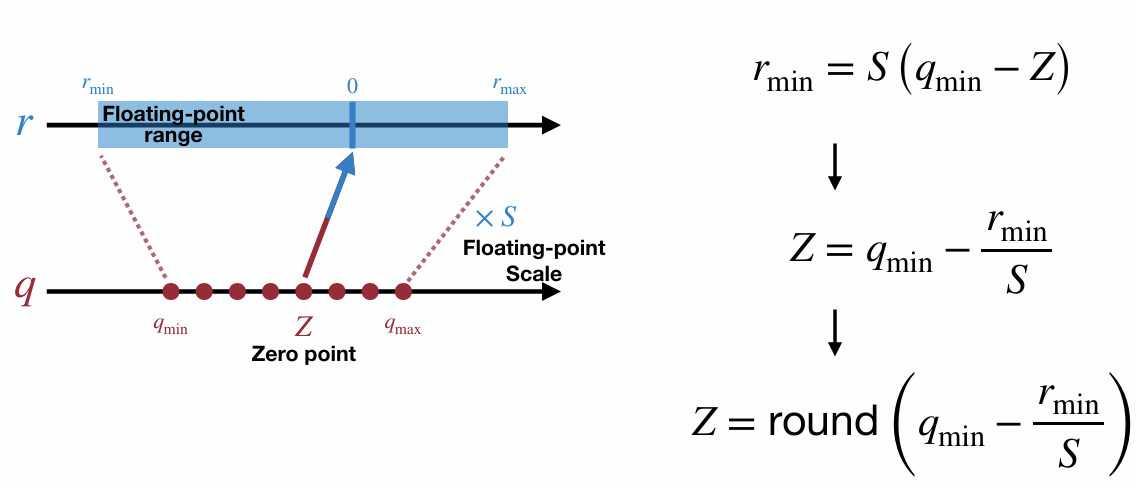 r_min 0 r_max
r
Floating-point
range
× S
Floating-point
Scale
q
q_min Z q_max
Zero point
r_min = S (q_min − Z)
↓
Z = q_min − r_min / S
↓
Z = round (q_min − r_min / S)